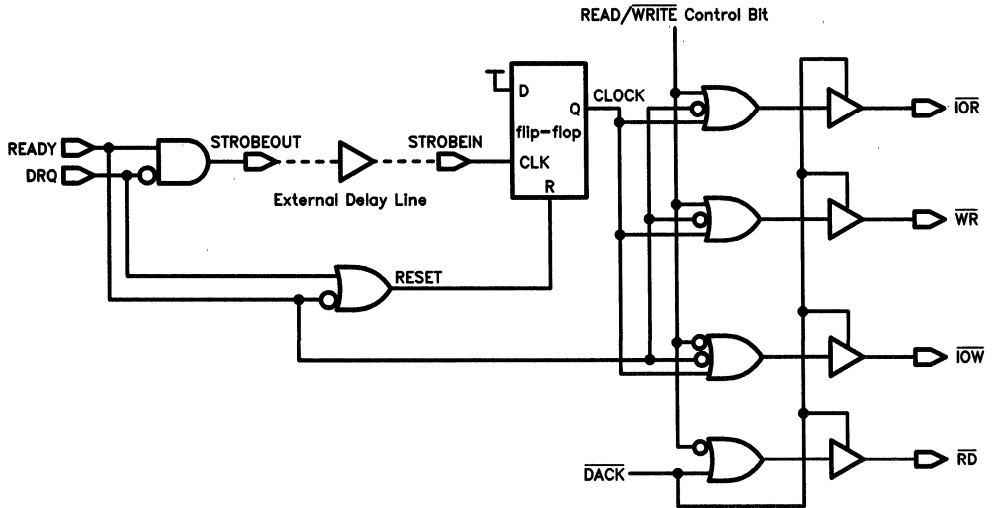 READ/WRITE Control Bit
D
Q
CLOCK
IOR
flip-flop
READY
STROBEOUT
STROBEIN
CLK
DRQ
R
External Delay Line
WR
RESET
IOW
DACK
RD